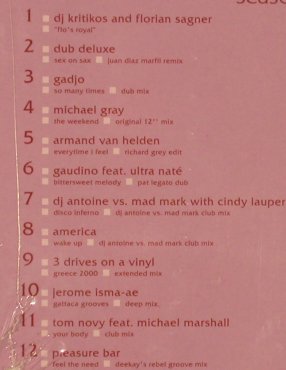 1 dj kritikos and florian sagner
"flo's royal"
2 dub deluxe
sex on sax juan diaz marfil remix
3 gadjo
so many times dub mix
4 michael gray
the weekend original 12" mix
5 armand van helden
everytime i feel richard grey edit
6 gaudino feat. ultra naté
bittersweet melody pat legato dub
7 dj antoine vs. mad mark with cindy lauper
disco inferno dj antoine vs. mad mark club mix
8 america
wake up dj antoine vs. mad mark club mix
9 3 drives on a vinyl
greece 2000 extended mix
10 jerome isma-ae
gattaca grooves deep mix
11 tom novy feat. michael marshall
your body club mix
12 pleasure bar
feel the need deekay's rebel groove mix